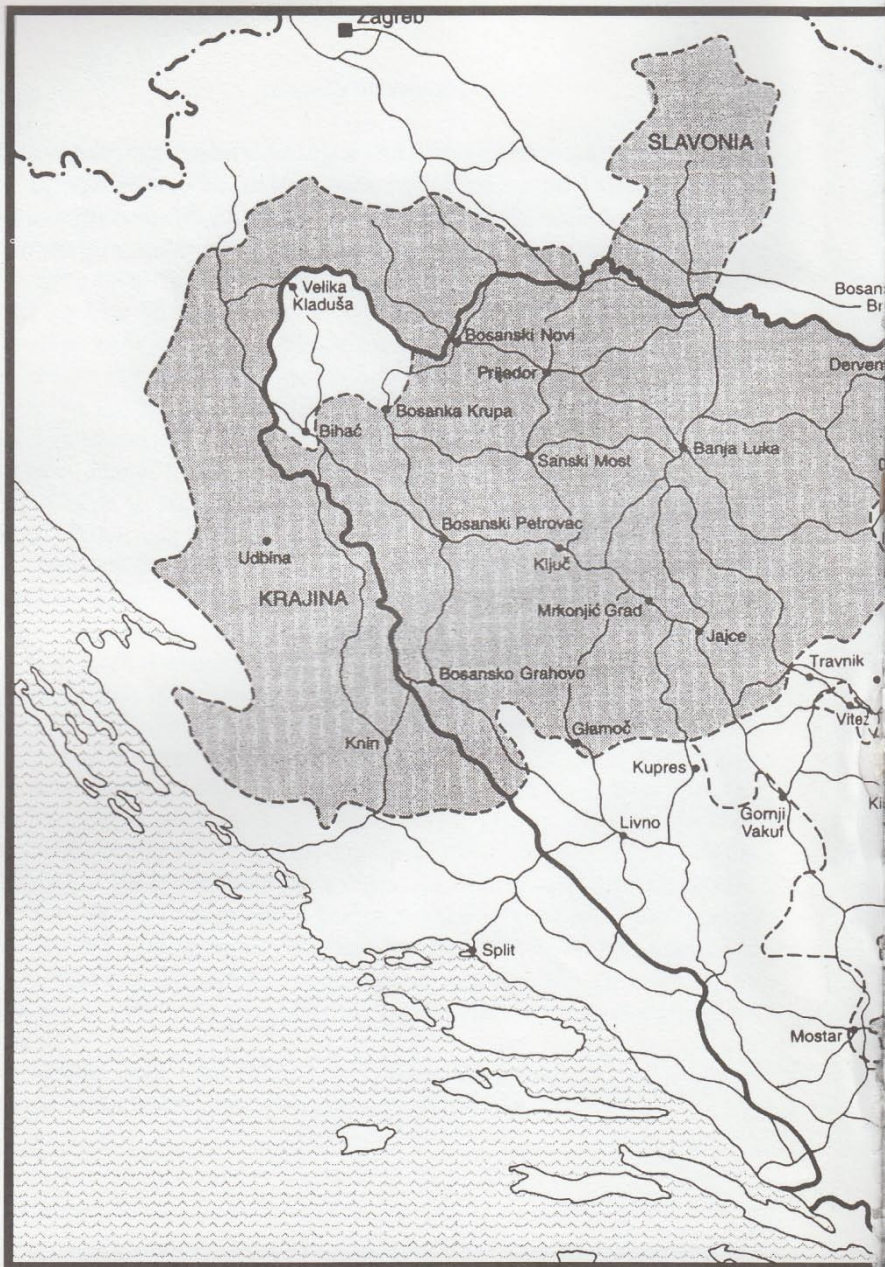 Zagreb
SLAVONIA
Velika
Kladuša
Bosanski Novi
Prijedor
Bosanka Krupa
Bihać
Sanski Most
Banja Luka
Bosanski Petrovac
Udbina
Ključ
KRAJINA
Mrkonjić Grad
Jajce
Travnik
Bosansko Grahovo
Vitez
Knin
Glamoč
Kupres
Gornji
Vakuf
Livno
Split
Mostar